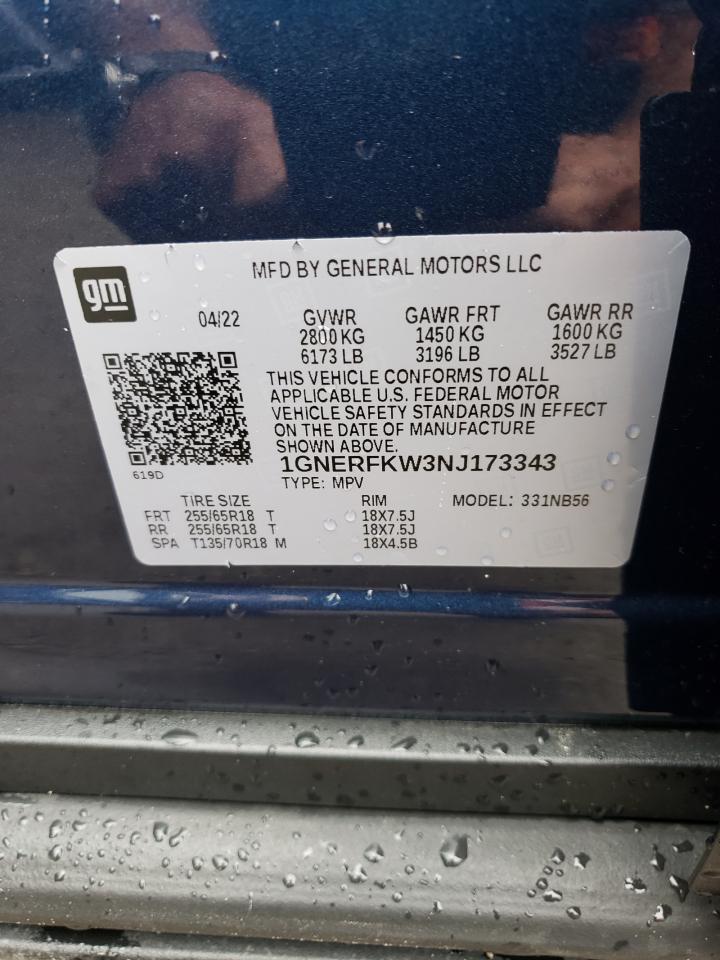 gm
MFD BY GENERAL MOTORS LLC
04/22 GVWR GAWR FRT GAWR RR
2800 KG 1450 KG 1600 KG
6173 LB 3196 LB 3527 LB
THIS VEHICLE CONFORMS TO ALL
APPLICABLE U.S. FEDERAL MOTOR
VEHICLE SAFETY STANDARDS IN EFFECT
ON THE DATE OF MANUFACTURE
SHOWN ABOVE.
1GNERFKW3NJ173343
619D
TYPE: MPV
TIRE SIZE RIM MODEL: 331NB56
FRT 255/65R18 T 18X7.5J
RR 255/65R18 T 18X7.5J
SPA T135/70R18 M 18X4.5B